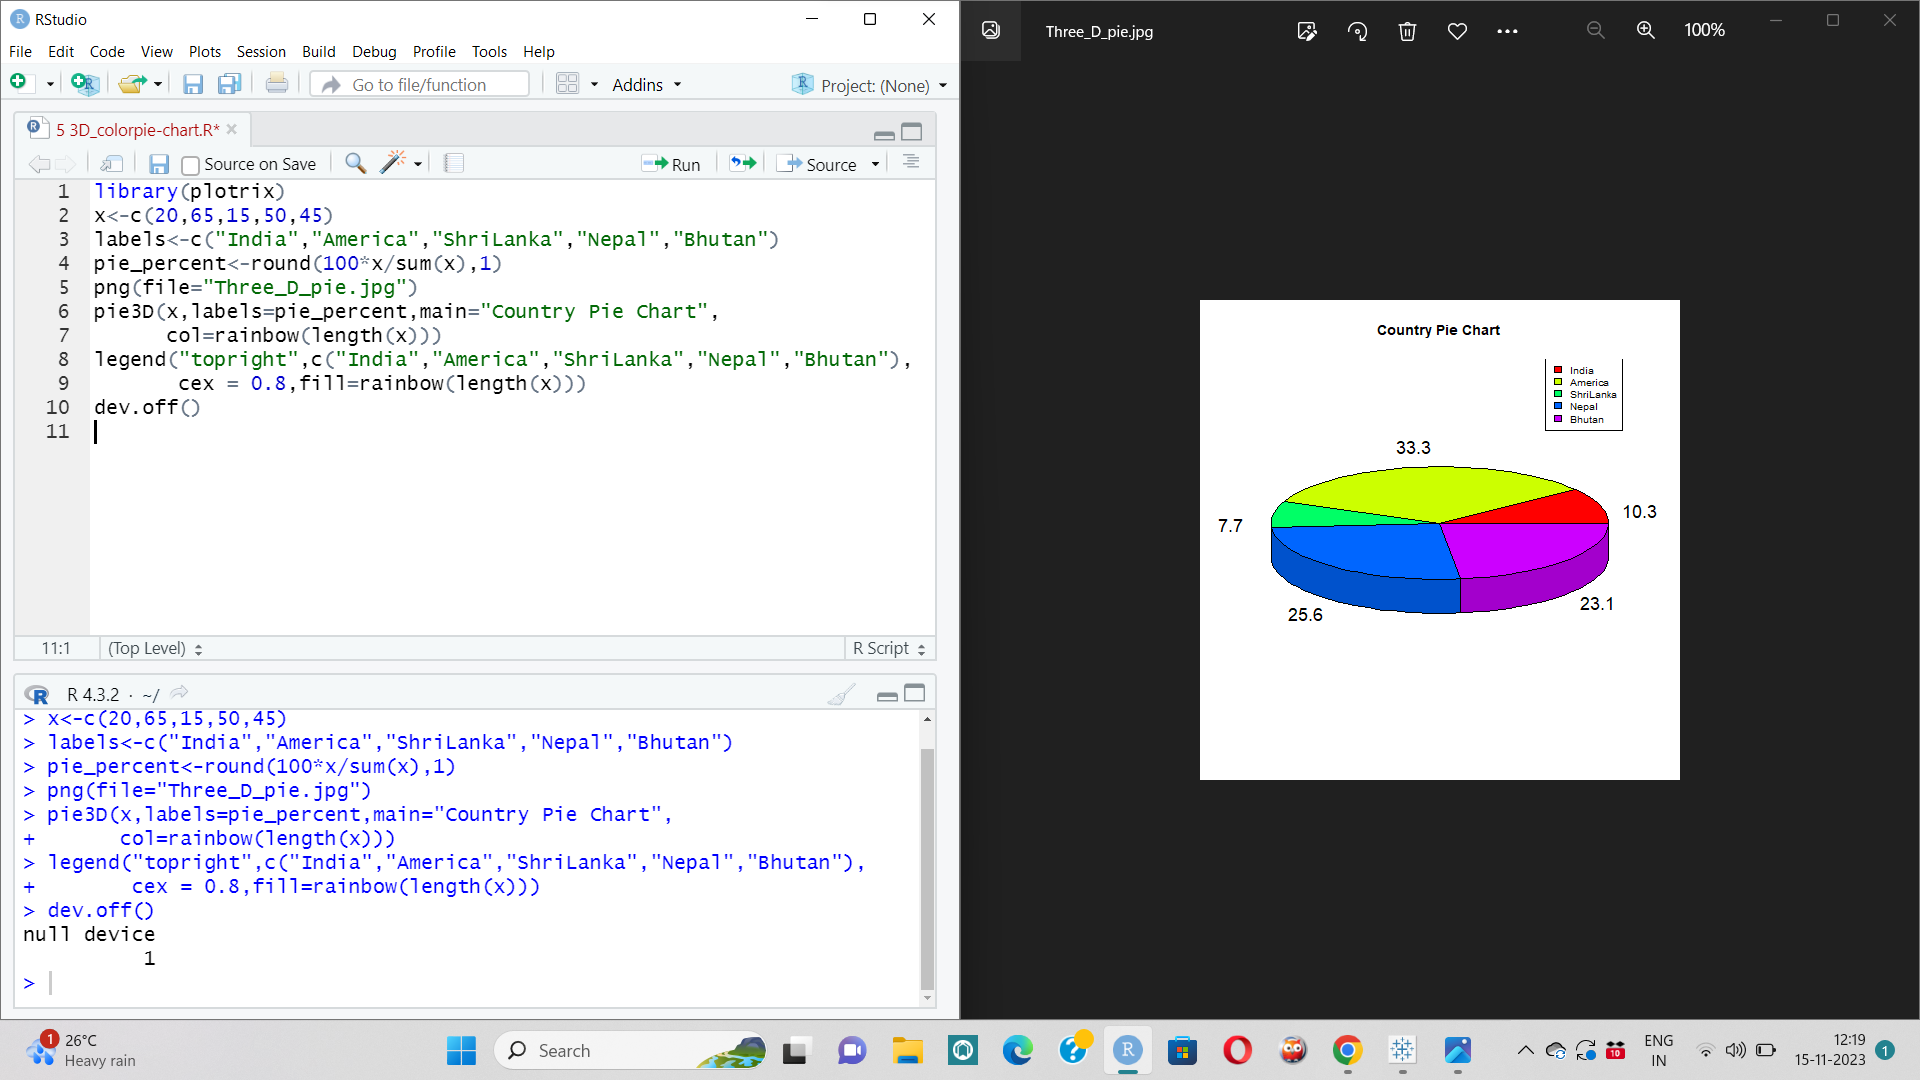 RStudio
File Edit Code View Plots Session Build Debug Profile Tools Help
Go to file/function
Addins
Project: (None)
5 3D_colorpie-chart.R*
Source on Save
Run
Source
1 library(plotrix)
2 x<-c(20,65,15,50,45)
3 labels<-c("India","America","ShriLanka","Nepal","Bhutan")
4 pie_percent<-round(100*x/sum(x),1)
5 png(file="Three_D_pie.jpg")
6 pie3D(x,labels=pie_percent,main="Country Pie Chart",
7 col=rainbow(length(x)))
8 legend("topright",c("India","America","ShriLanka","Nepal","Bhutan"),
9 cex = 0.8,fill=rainbow(length(x)))
10 dev.off()
11
11:1 (Top Level) R Script
R 4.3.2 · ~/
> x<-c(20,65,15,50,45)
> labels<-c("India","America","ShriLanka","Nepal","Bhutan")
> pie_percent<-round(100*x/sum(x),1)
> png(file="Three_D_pie.jpg")
> pie3D(x,labels=pie_percent,main="Country Pie Chart",
+ col=rainbow(length(x)))
> legend("topright",c("India","America","ShriLanka","Nepal","Bhutan"),
+ cex = 0.8,fill=rainbow(length(x)))
> dev.off()
null device
1
>
Three_D_pie.jpg
100%
Country Pie Chart
India
America
ShriLanka
Nepal
Bhutan
33.3
10.3
7.7
25.6
23.1
1
26°C
Heavy rain
Search
10
ENG
IN
12:19
15-11-2023
1